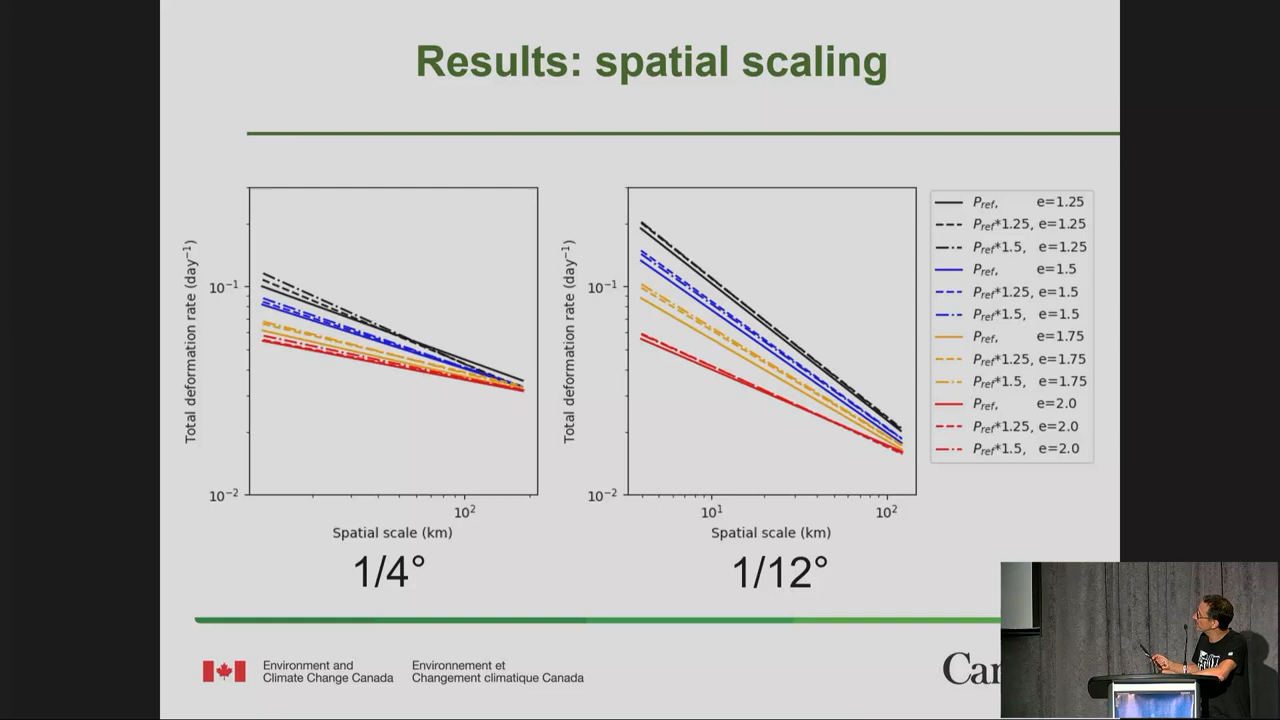 Results: spatial scaling
Total deformation rate (day⁻¹)
10⁻¹
10⁻²
10²
Spatial scale (km)
1/4°
Total deformation rate (day⁻¹)
10⁻¹
10⁻²
10¹
10²
Spatial scale (km)
1/12°
P_ref, e=1.25
P_ref*1.25, e=1.25
P_ref*1.5, e=1.25
P_ref, e=1.5
P_ref*1.25, e=1.5
P_ref*1.5, e=1.5
P_ref, e=1.75
P_ref*1.25, e=1.75
P_ref*1.5, e=1.75
P_ref, e=2.0
P_ref*1.25, e=2.0
P_ref*1.5, e=2.0
Environment and
Climate Change Canada
Environnement et
Changement climatique Canada
Can